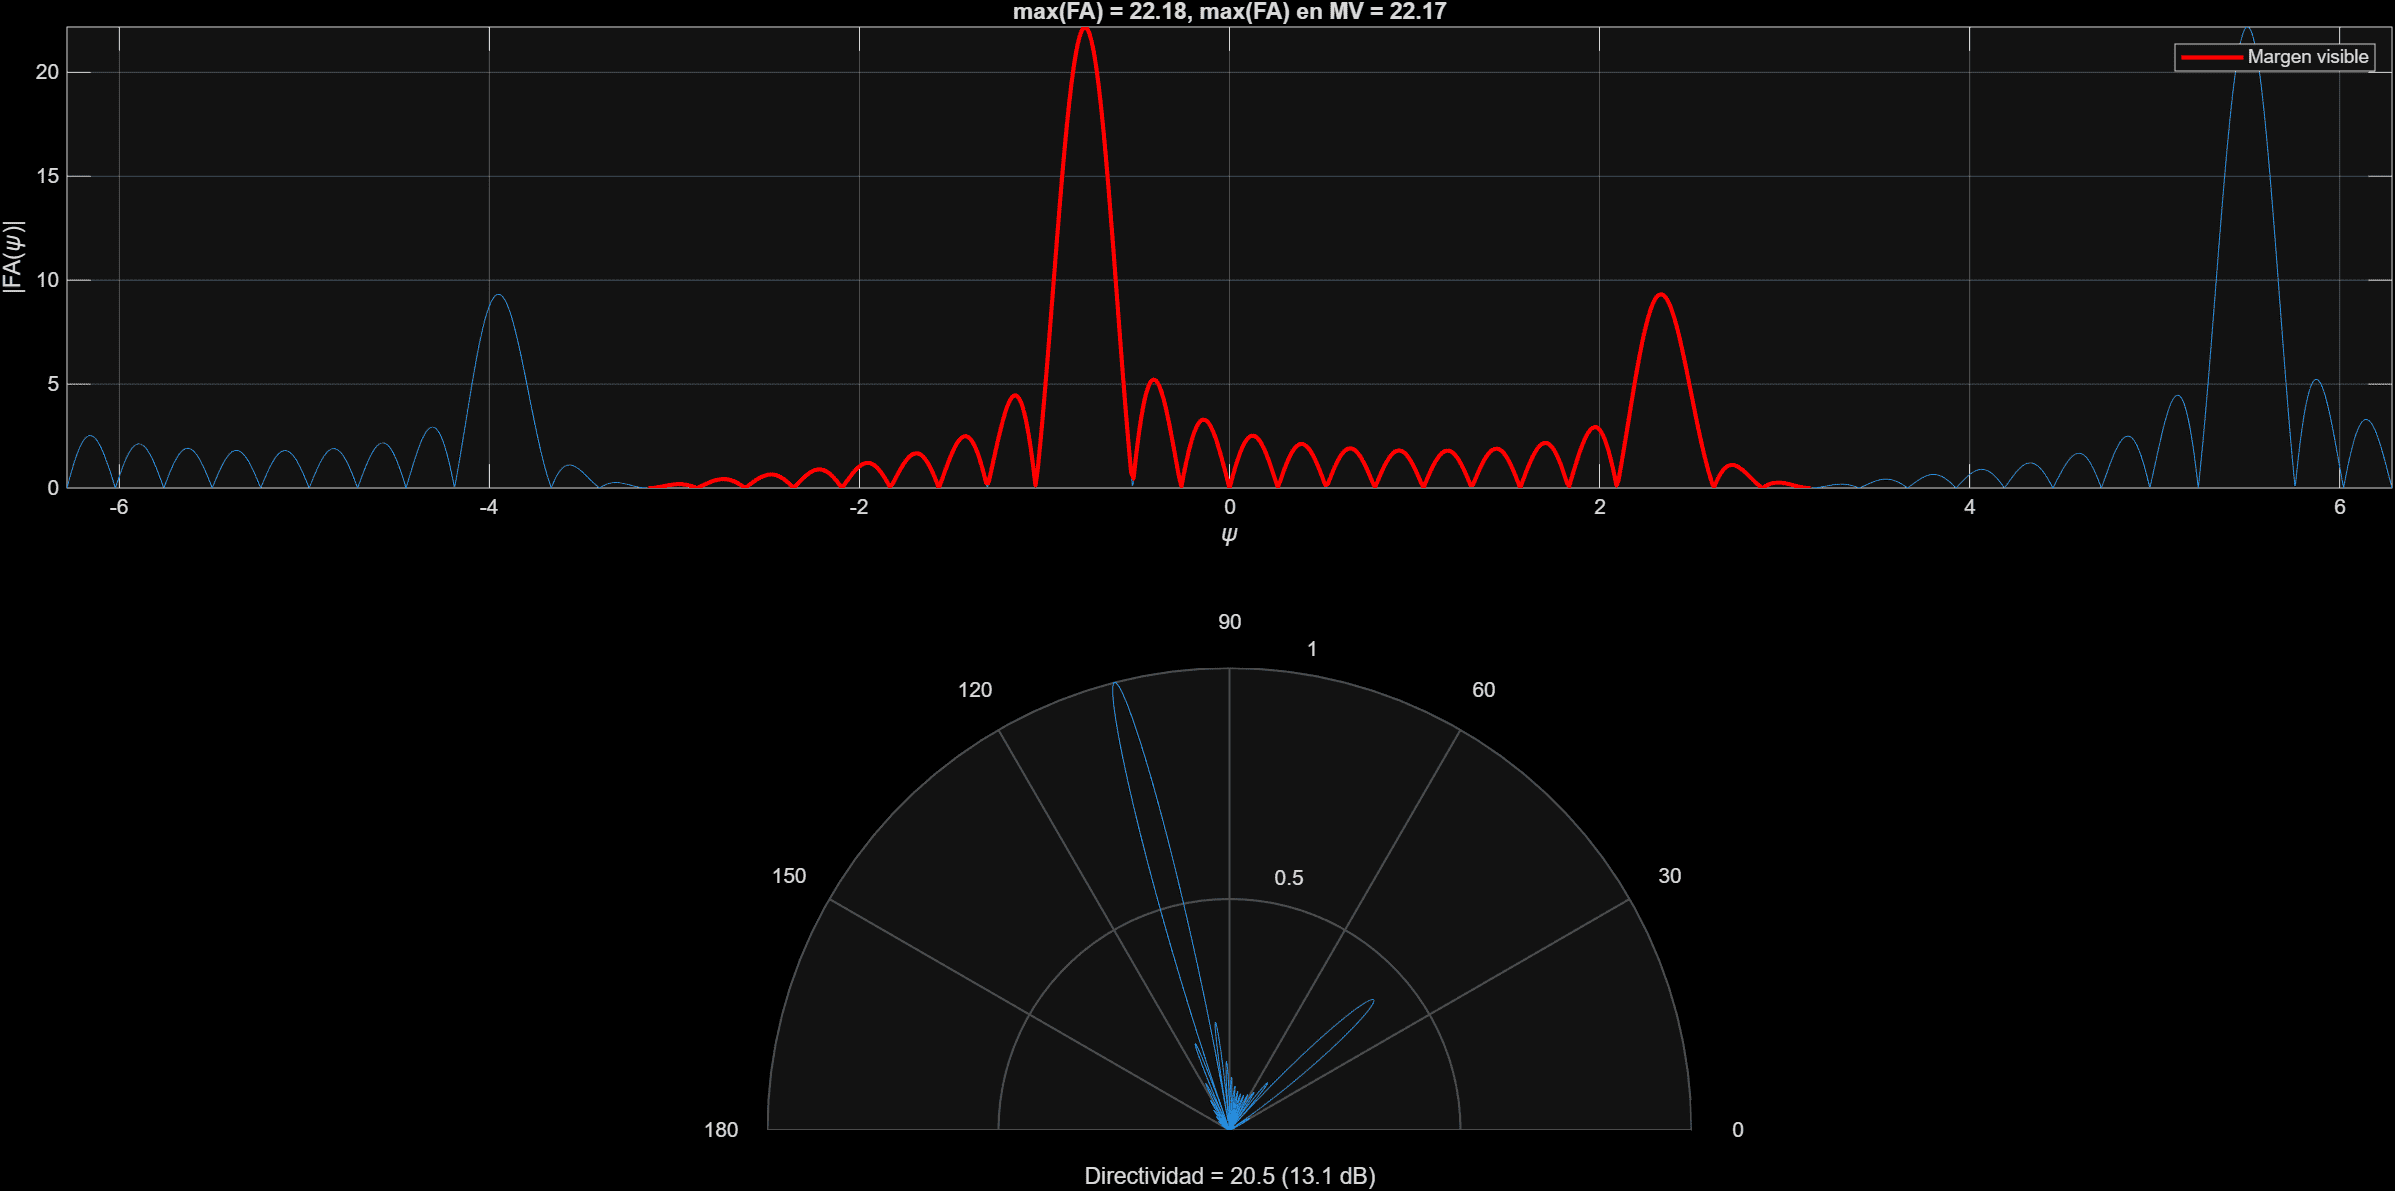 max(FA) = 22.18, max(FA) en MV = 22.17
Margen visible
|FA(ψ)|
20
15
10
5
0
-6 -4 -2 0 2 4 6
ψ
90
1
120 60
150 0.5 30
180 0
Directividad = 20.5 (13.1 dB)